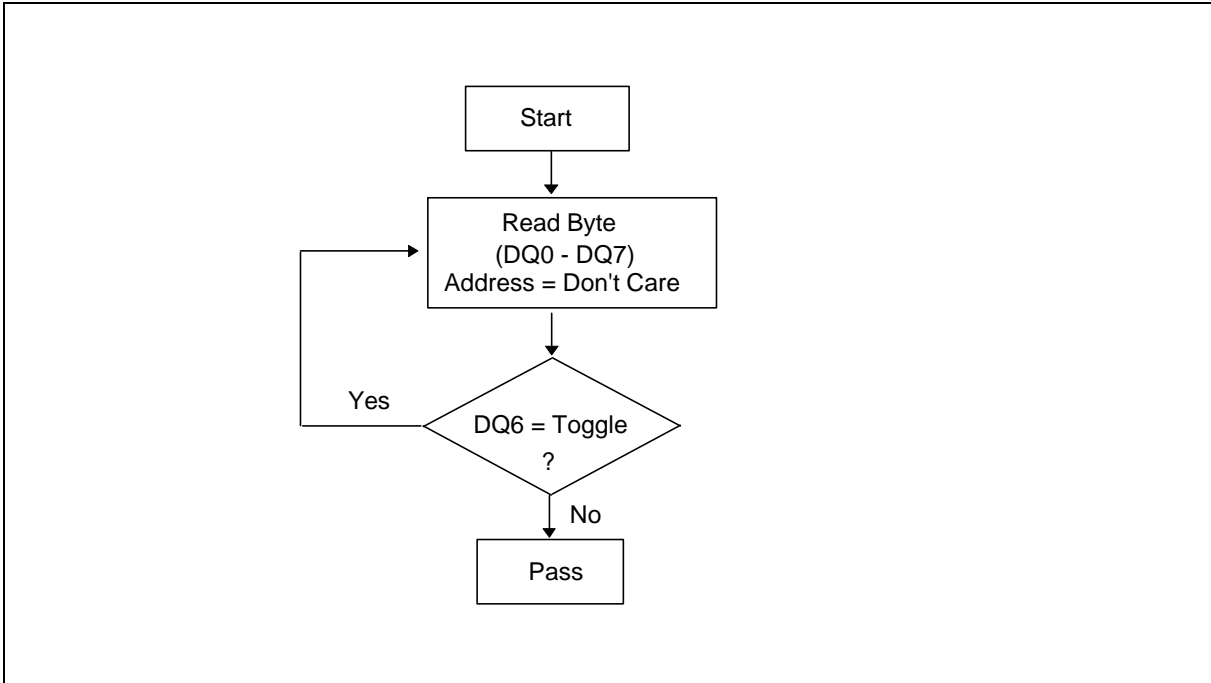 Start
Read Byte
(DQ0 - DQ7)
Address = Don't Care
Yes
DQ6 = Toggle
?
No
Pass